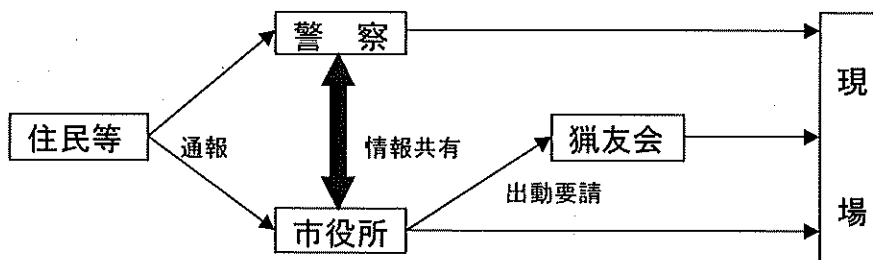 警　察
現
場
住民等
通報
情報共有
猟友会
出動要請
市役所